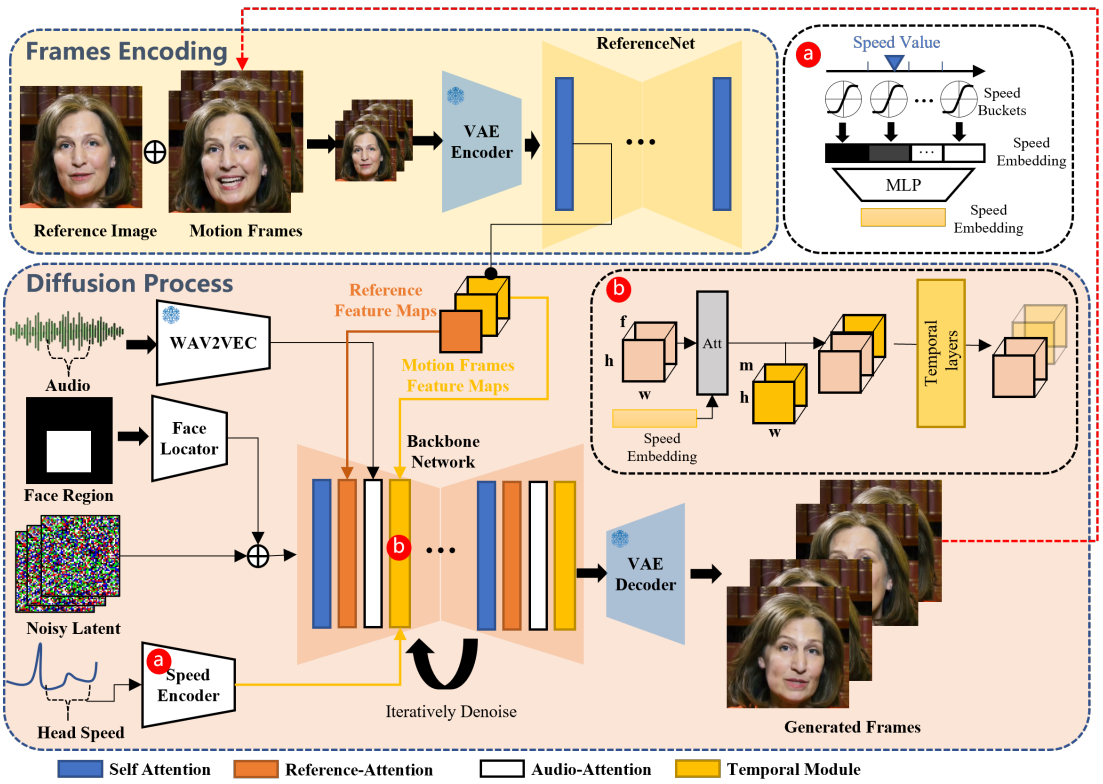 Frames Encoding
ReferenceNet
VAE
Encoder
Reference Image
Motion Frames
a
Speed Value
Speed
Buckets
Speed
Embedding
MLP
Speed
Embedding
Diffusion Process
Reference
Feature Maps
WAV2VEC
Audio
Motion Frames
Feature Maps
Face
Locator
Face Region
Backbone
Network
b
Noisy Latent
a
Speed
Encoder
Head Speed
Iteratively Denoise
VAE
Decoder
Generated Frames
b
f
h
w
Att
m
h
w
Speed
Embedding
Temporal
layers
Self Attention
Reference-Attention
Audio-Attention
Temporal Module